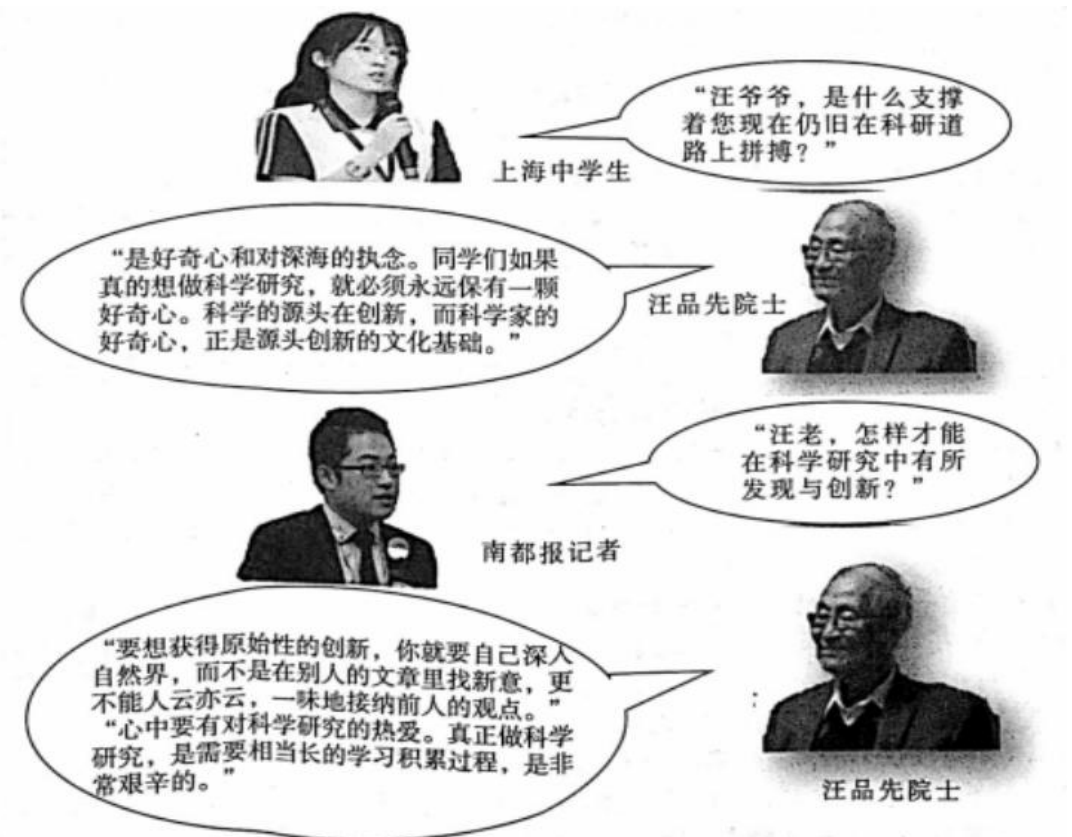 “汪爷爷，是什么支撑
着您现在仍旧在科研道
路上拼搏？”
上海中学生
“是好奇心和对深海的执念。同学们如果
真的想做科学研究，就必须永远保有一颗
好奇心。科学的源头在创新，而科学家的
好奇心，正是源头创新的文化基础。”
汪品先院士
“汪老，怎样才能
在科学研究中有所
发现与创新？”
南都报记者
“要想获得原始性的创新，你就要自己深入
自然界，而不是在别人的文章里找新意，更
不能人云亦云，一味地接纳前人的观点。”
“心中要有对科学研究的热爱。真正做科学
研究，是需要相当长的学习积累过程，是非
常艰辛的。”
汪品先院士